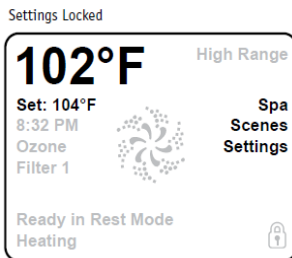 Settings Locked
102°F
High Range
Set: 104°F
Spa
8:32 PM
Scenes
Ozone
Settings
Filter 1
Ready in Rest Mode
Heating